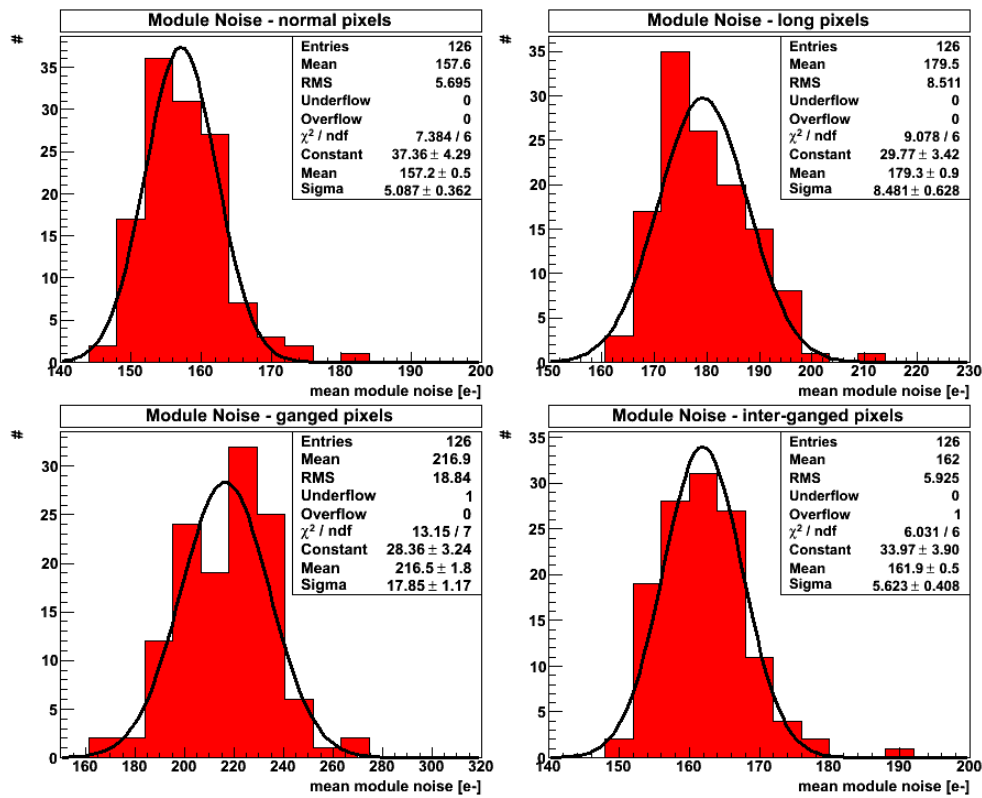 Module Noise - normal pixels
#
Entries 126
Mean 157.6
RMS 5.695
Underflow 0
Overflow 0
χ² / ndf 7.384 / 6
Constant 37.36 ± 4.29
Mean 157.2 ± 0.5
Sigma 5.087 ± 0.362
35
30
25
20
15
10
5
0
140 150 160 170 180 190 200
mean module noise [e-]
Module Noise - long pixels
#
Entries 126
Mean 179.5
RMS 8.511
Underflow 0
Overflow 0
χ² / ndf 9.078 / 6
Constant 29.77 ± 3.42
Mean 179.3 ± 0.9
Sigma 8.481 ± 0.628
35
30
25
20
15
10
5
0
150 160 170 180 190 200 210 220 230
mean module noise [e-]
Module Noise - ganged pixels
#
Entries 126
Mean 216.9
RMS 18.84
Underflow 1
Overflow 0
χ² / ndf 13.15 / 7
Constant 28.36 ± 3.24
Mean 216.5 ± 1.8
Sigma 17.85 ± 1.17
30
25
20
15
10
5
0
160 180 200 220 240 260 280 300 320
mean module noise [e-]
Module Noise - inter-ganged pixels
#
Entries 126
Mean 162
RMS 5.925
Underflow 0
Overflow 1
χ² / ndf 6.031 / 6
Constant 33.97 ± 3.90
Mean 161.9 ± 0.5
Sigma 5.623 ± 0.408
35
30
25
20
15
10
5
0
140 150 160 170 180 190 200
mean module noise [e-]